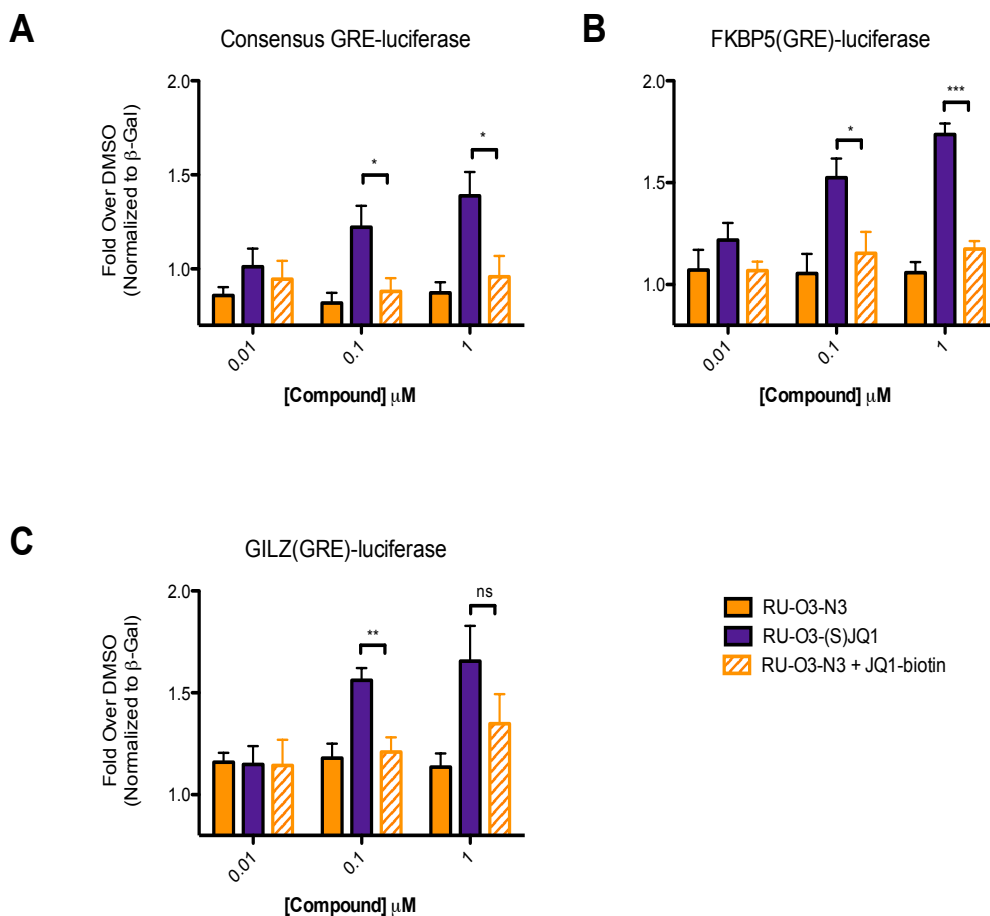 A
Consensus GRE-luciferase
Fold Over DMSO
(Normalized to β-Gal)
2.0
1.5
1.0
*
*
0.01
0.1
1
[Compound] μM
B
FKBP5(GRE)-luciferase
2.0
1.5
1.0
*
***
0.01
0.1
1
[Compound] μM
C
GILZ(GRE)-luciferase
Fold Over DMSO
(Normalized to β-Gal)
2.0
1.5
1.0
**
ns
0.01
0.1
1
[Compound] μM
RU-O3-N3
RU-O3-(S)JQ1
RU-O3-N3 + JQ1-biotin